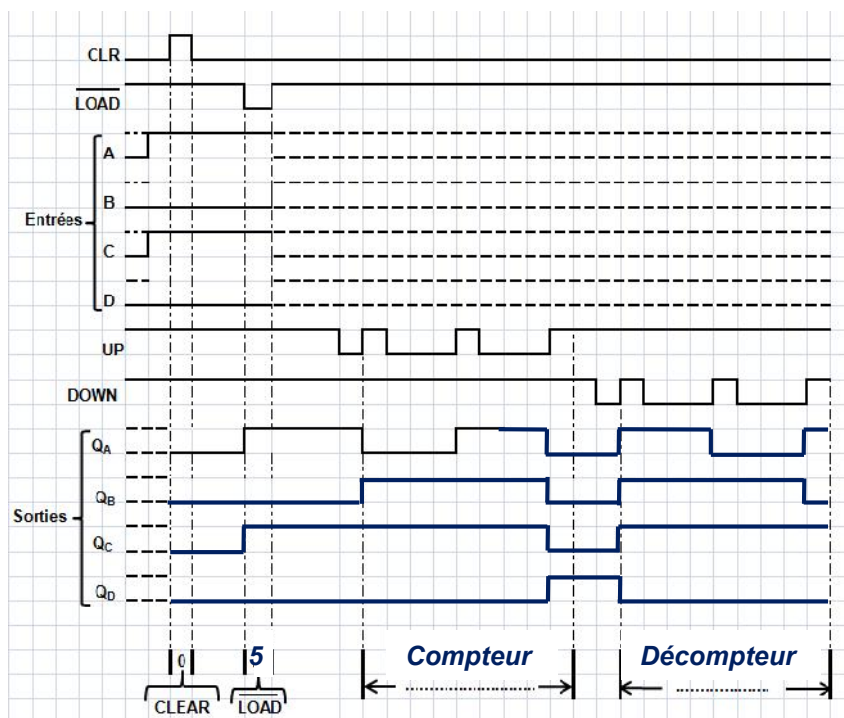 CLR
LOAD
A
B
Entrées
C
D
UP
DOWN
QA
QB
Sorties
QC
QD
0 5 Compteur Décompteur
CLEAR LOAD